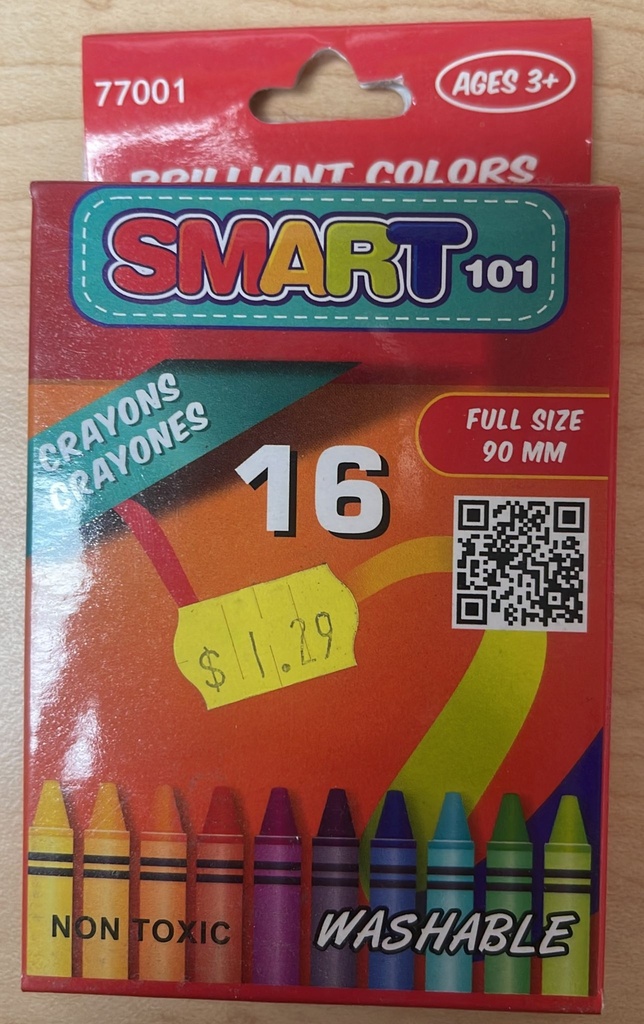 77001
AGES 3+
BRILLIANT COLORS
SMART 101
CRAYONS
CRAYONES
FULL SIZE
90 MM
16
$ 1.29
NON TOXIC
WASHABLE